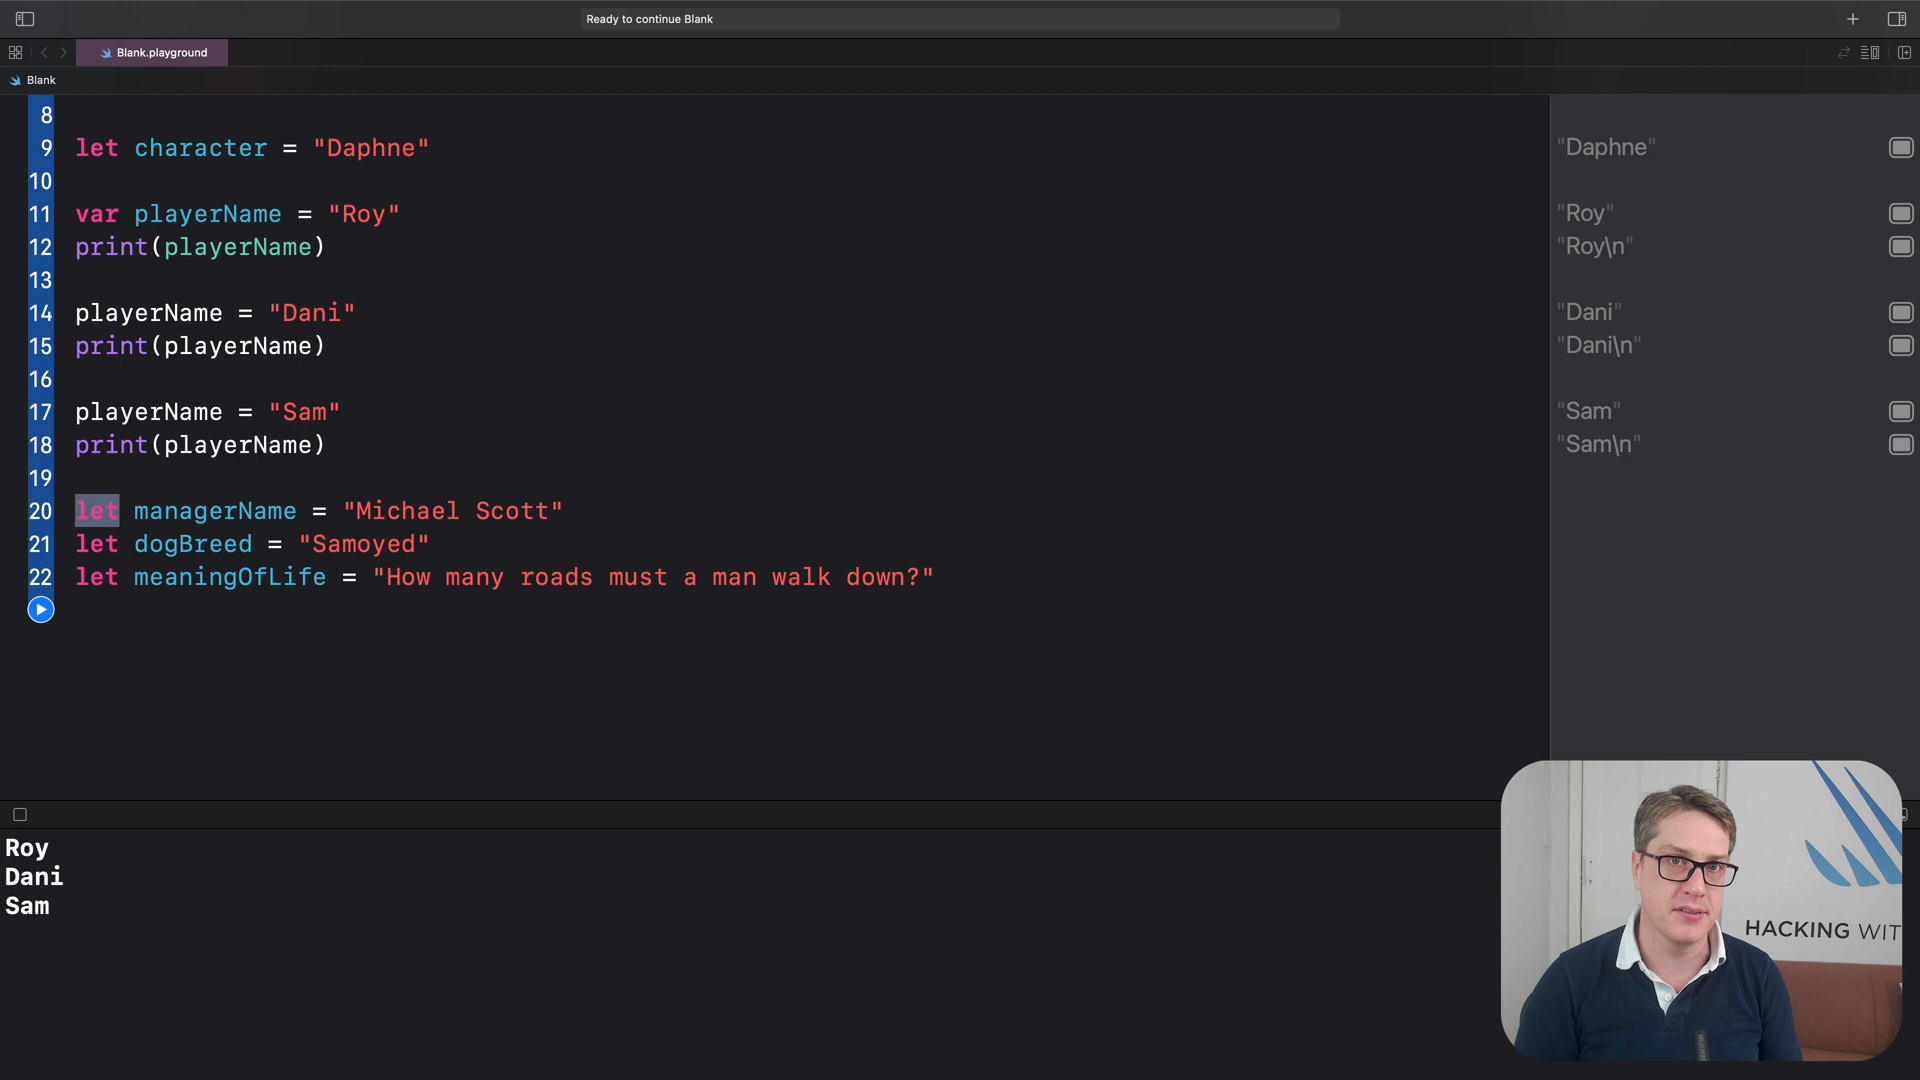 Ready to continue Blank
Blank.playground
Blank
8
9 let character = "Daphne"
"Daphne"
10
11 var playerName = "Roy"
"Roy"
12 print(playerName)
"Roy\n"
13
14 playerName = "Dani"
"Dani"
15 print(playerName)
"Dani\n"
16
17 playerName = "Sam"
"Sam"
18 print(playerName)
"Sam\n"
19
20 let managerName = "Michael Scott"
21 let dogBreed = "Samoyed"
22 let meaningOfLife = "How many roads must a man walk down?"
Roy
Dani
Sam
HACKING WIT